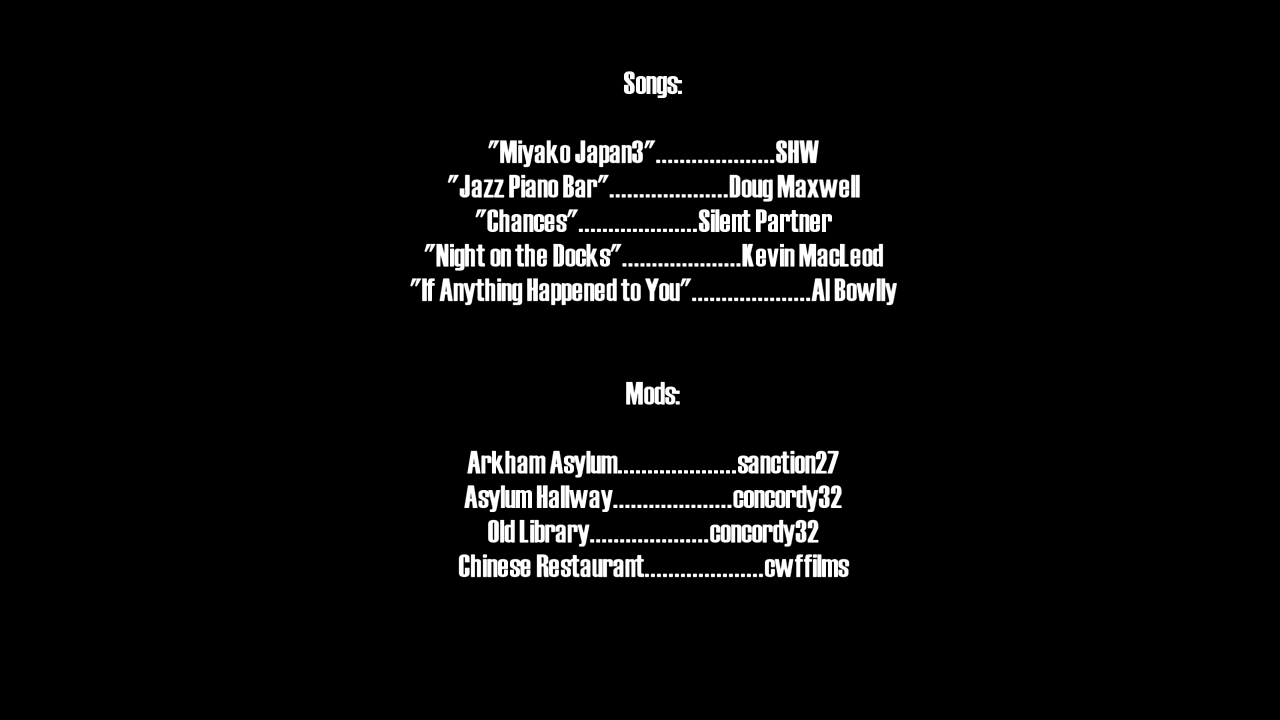 Songs:
"Miyako Japan3"....................SHW
"Jazz Piano Bar"....................Doug Maxwell
"Chances"....................Silent Partner
"Night on the Docks"....................Kevin MacLeod
"If Anything Happened to You"....................Al Bowlly
Mods:
Arkham Asylum....................sanction27
Asylum Hallway....................concordy32
Old Library....................concordy32
Chinese Restaurant....................cwffilms